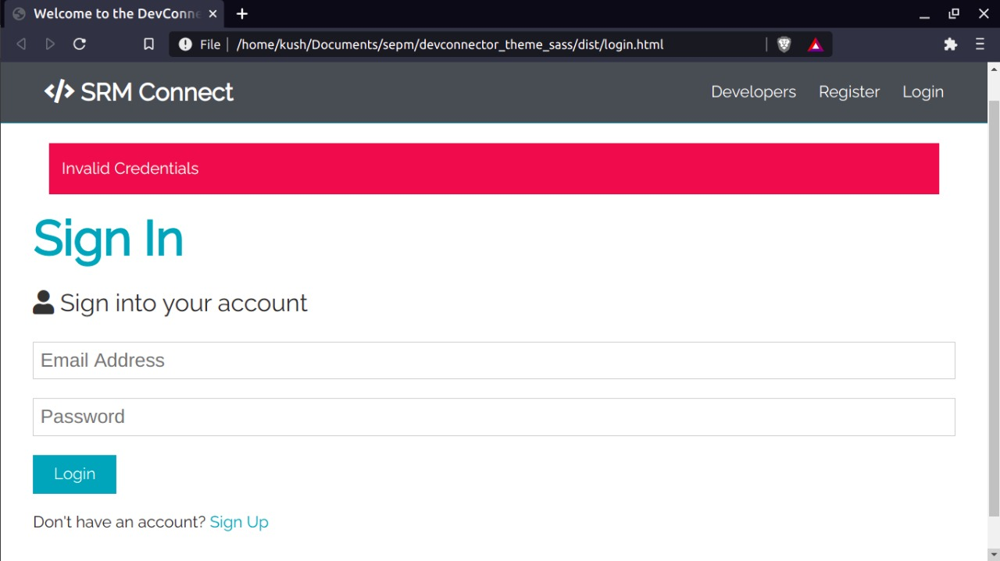 Welcome to the DevConne
File | /home/kush/Documents/sepm/devconnector_theme_sass/dist/login.html
</> SRM Connect
Developers Register Login
Invalid Credentials
Sign In
Sign into your account
Email Address
Password
Login
Don't have an account? Sign Up